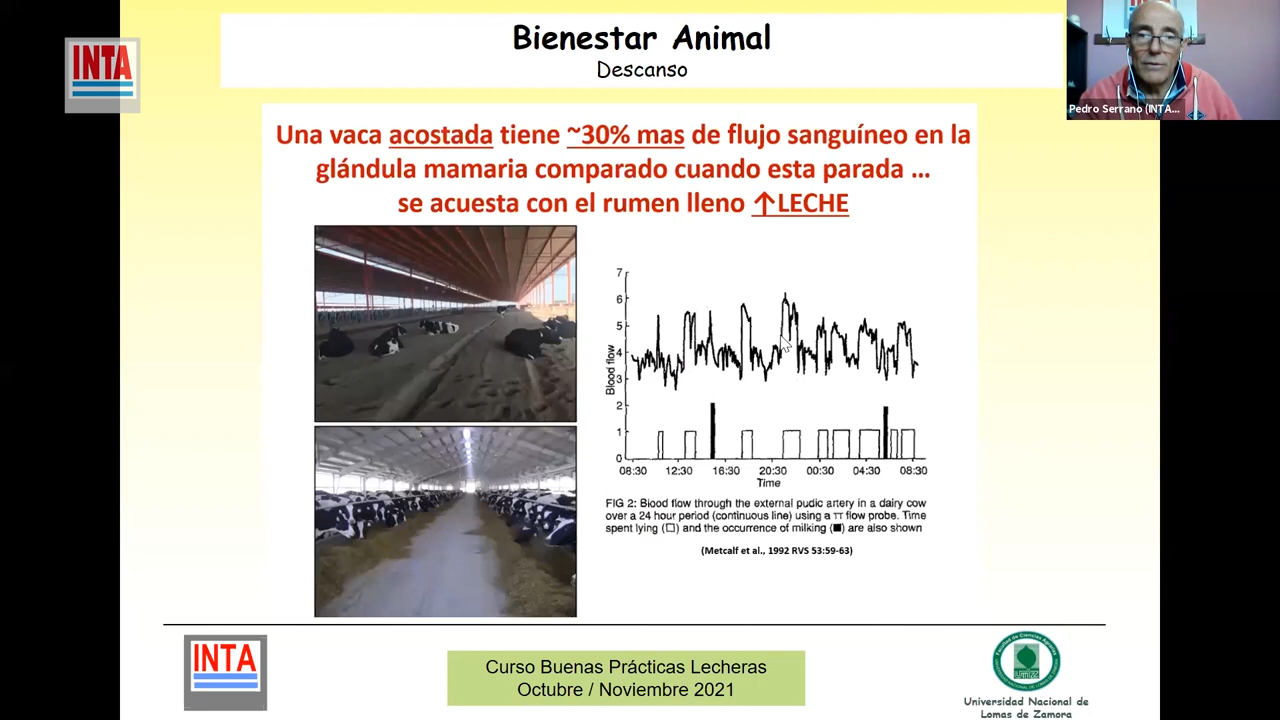 Bienestar Animal
Descanso
INTA
Pedro Serrano (INTA...
Una vaca acostada tiene ~30% mas de flujo sanguíneo en la
glándula mamaria comparado cuando esta parada ...
se acuesta con el rumen lleno ↑LECHE
7
6
5
4
3
2
1
0
Blood flow
08:30 12:30 16:30 20:30 00:30 04:30 08:30
Time
FIG 2: Blood flow through the external pudic artery in a dairy cow
over a 24 hour period (continuous line) using a π flow probe. Time
spent lying (□) and the occurrence of milking (■) are also shown
(Metcalf et al., 1992 RVS 53:59-63)
INTA
Curso Buenas Prácticas Lecheras
Octubre / Noviembre 2021
Universidad Nacional de
Lomas de Zamora